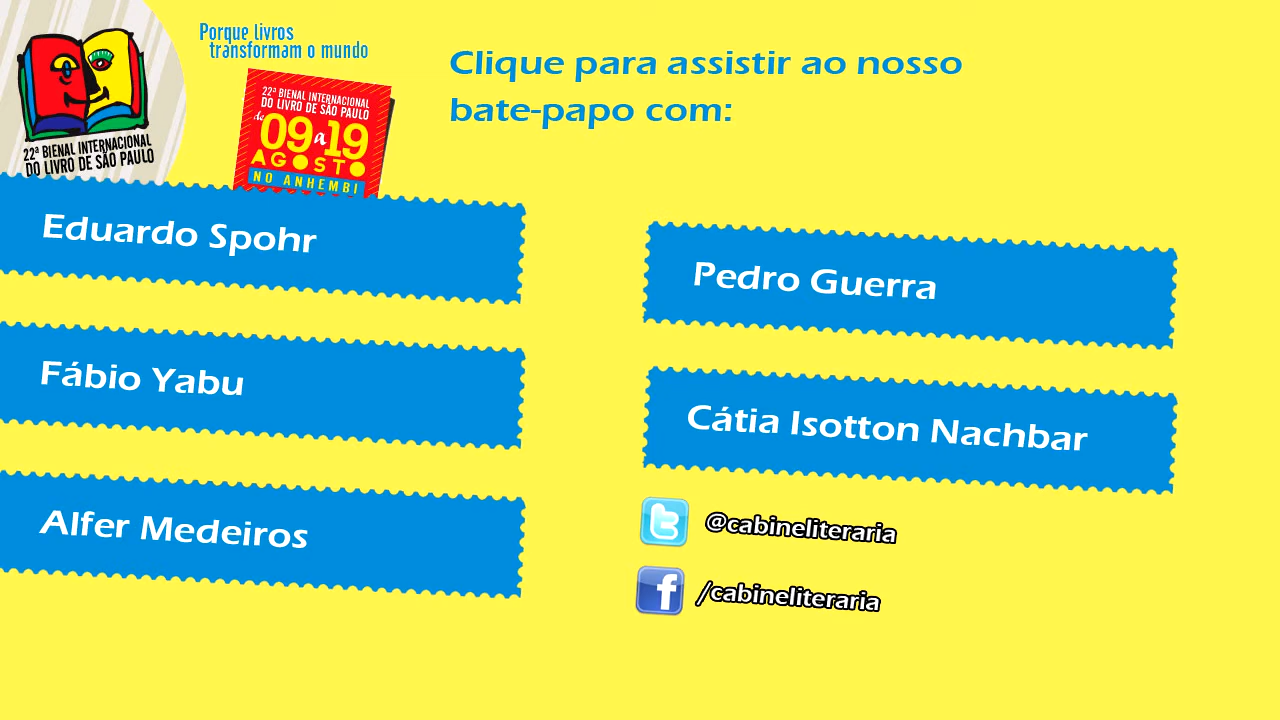 22ª BIENAL INTERNACIONAL
DO LIVRO DE SÃO PAULO
Porque livros
transformam o mundo
22ª BIENAL INTERNACIONAL
DO LIVRO DE SÃO PAULO
de 09 a 19
AGOSTO
NO ANHEMBI
Clique para assistir ao nosso
bate-papo com:
Eduardo Spohr
Fábio Yabu
Alfer Medeiros
Pedro Guerra
Cátia Isotton Nachbar
@cabineliteraria
/cabineliteraria